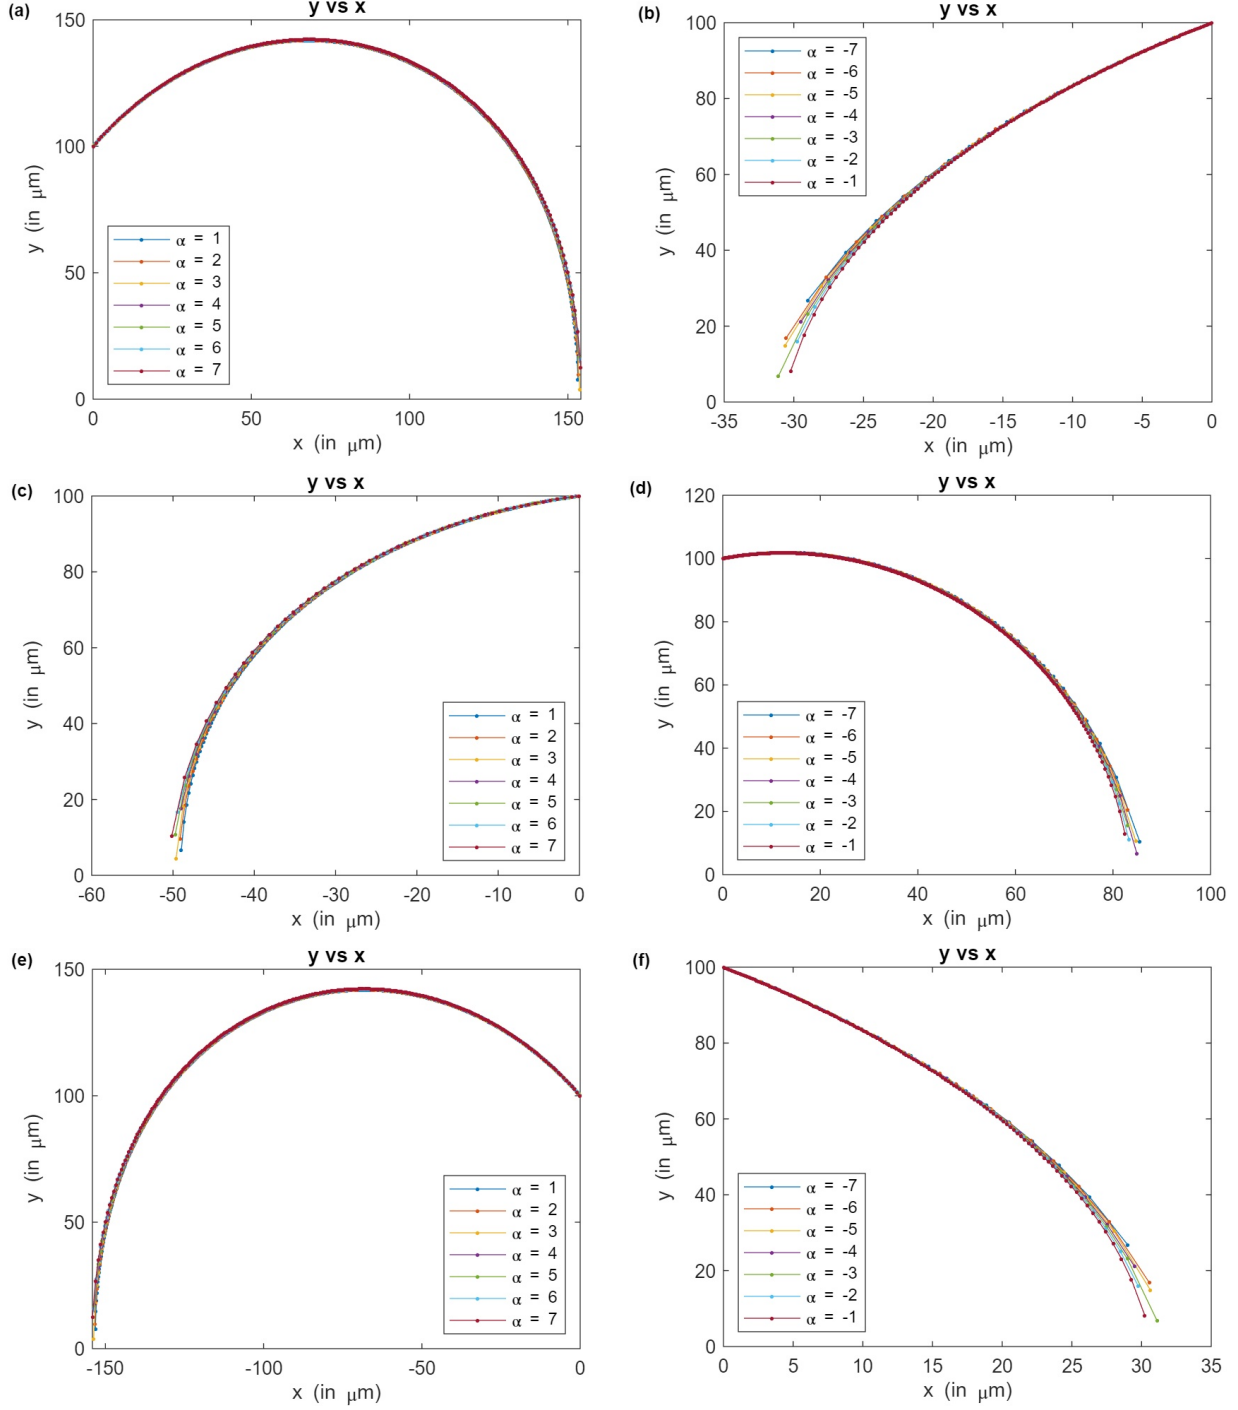 (a)
y vs x
150
100
50
0
0
50
100
150
y (in μm)
x (in μm)
α = 1
α = 2
α = 3
α = 4
α = 5
α = 6
α = 7
(b)
y vs x
100
80
60
40
20
0
-35
-30
-25
-20
-15
-10
-5
0
y (in μm)
x (in μm)
α = -7
α = -6
α = -5
α = -4
α = -3
α = -2
α = -1
(c)
y vs x
100
80
60
40
20
0
-60
-50
-40
-30
-20
-10
0
y (in μm)
x (in μm)
α = 1
α = 2
α = 3
α = 4
α = 5
α = 6
α = 7
(d)
y vs x
120
100
80
60
40
20
0
0
20
40
60
80
100
y (in μm)
x (in μm)
α = -7
α = -6
α = -5
α = -4
α = -3
α = -2
α = -1
(e)
y vs x
150
100
50
0
-150
-100
-50
0
y (in μm)
x (in μm)
α = 1
α = 2
α = 3
α = 4
α = 5
α = 6
α = 7
(f)
y vs x
100
80
60
40
20
0
0
5
10
15
20
25
30
35
y (in μm)
x (in μm)
α = -7
α = -6
α = -5
α = -4
α = -3
α = -2
α = -1